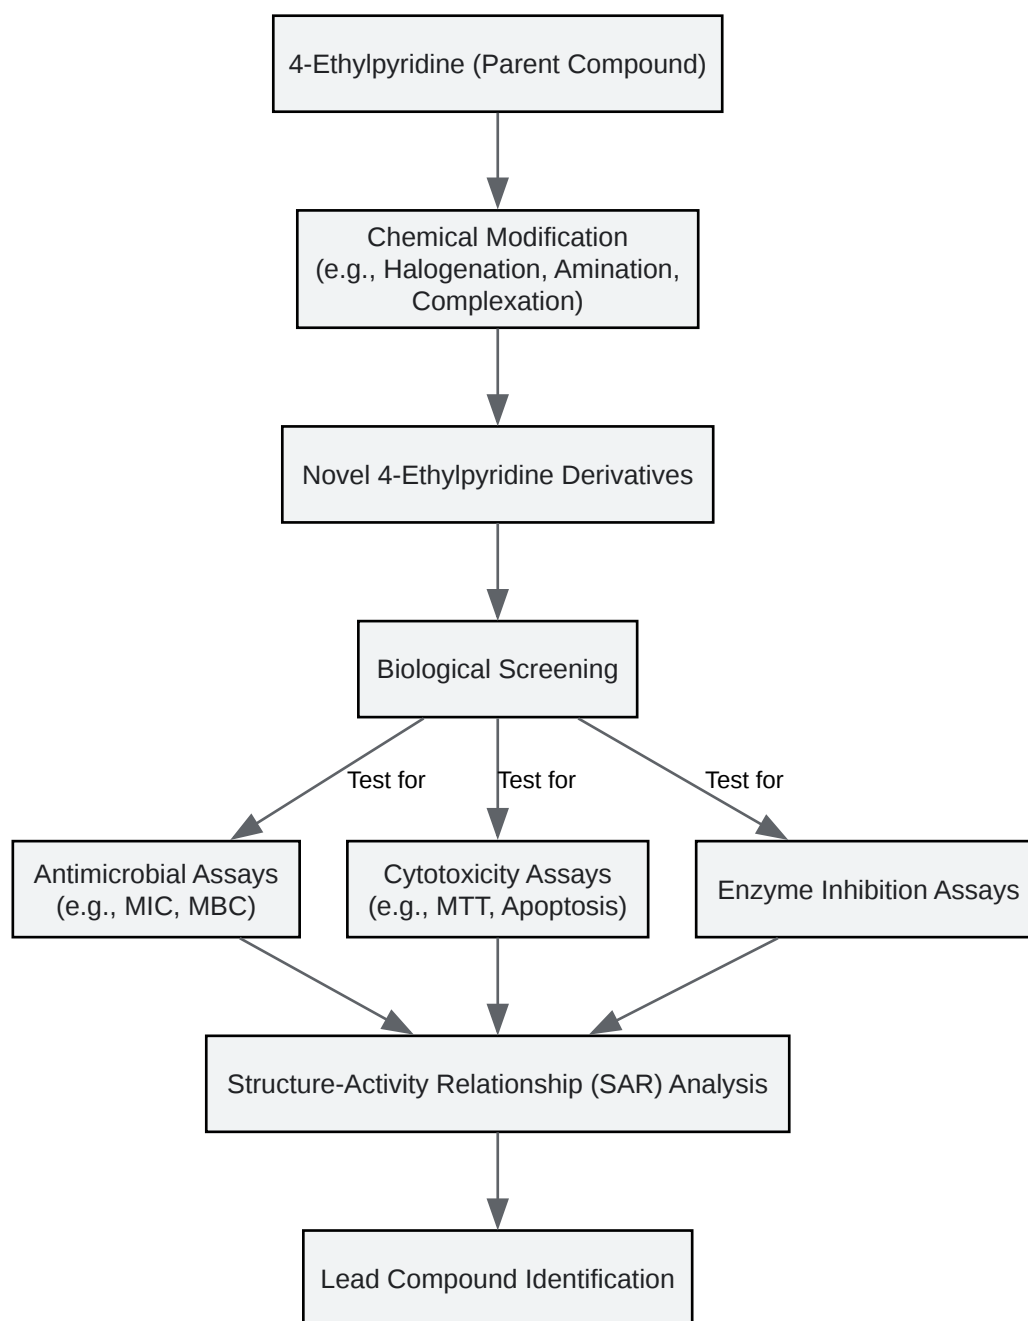 4-Ethylpyridine (Parent Compound)
Chemical Modification
(e.g., Halogenation, Amination,
Complexation)
Novel 4-Ethylpyridine Derivatives
Biological Screening
Test for
Test for
Test for
Antimicrobial Assays
(e.g., MIC, MBC)
Cytotoxicity Assays
(e.g., MTT, Apoptosis)
Enzyme Inhibition Assays
Structure-Activity Relationship (SAR) Analysis
Lead Compound Identification